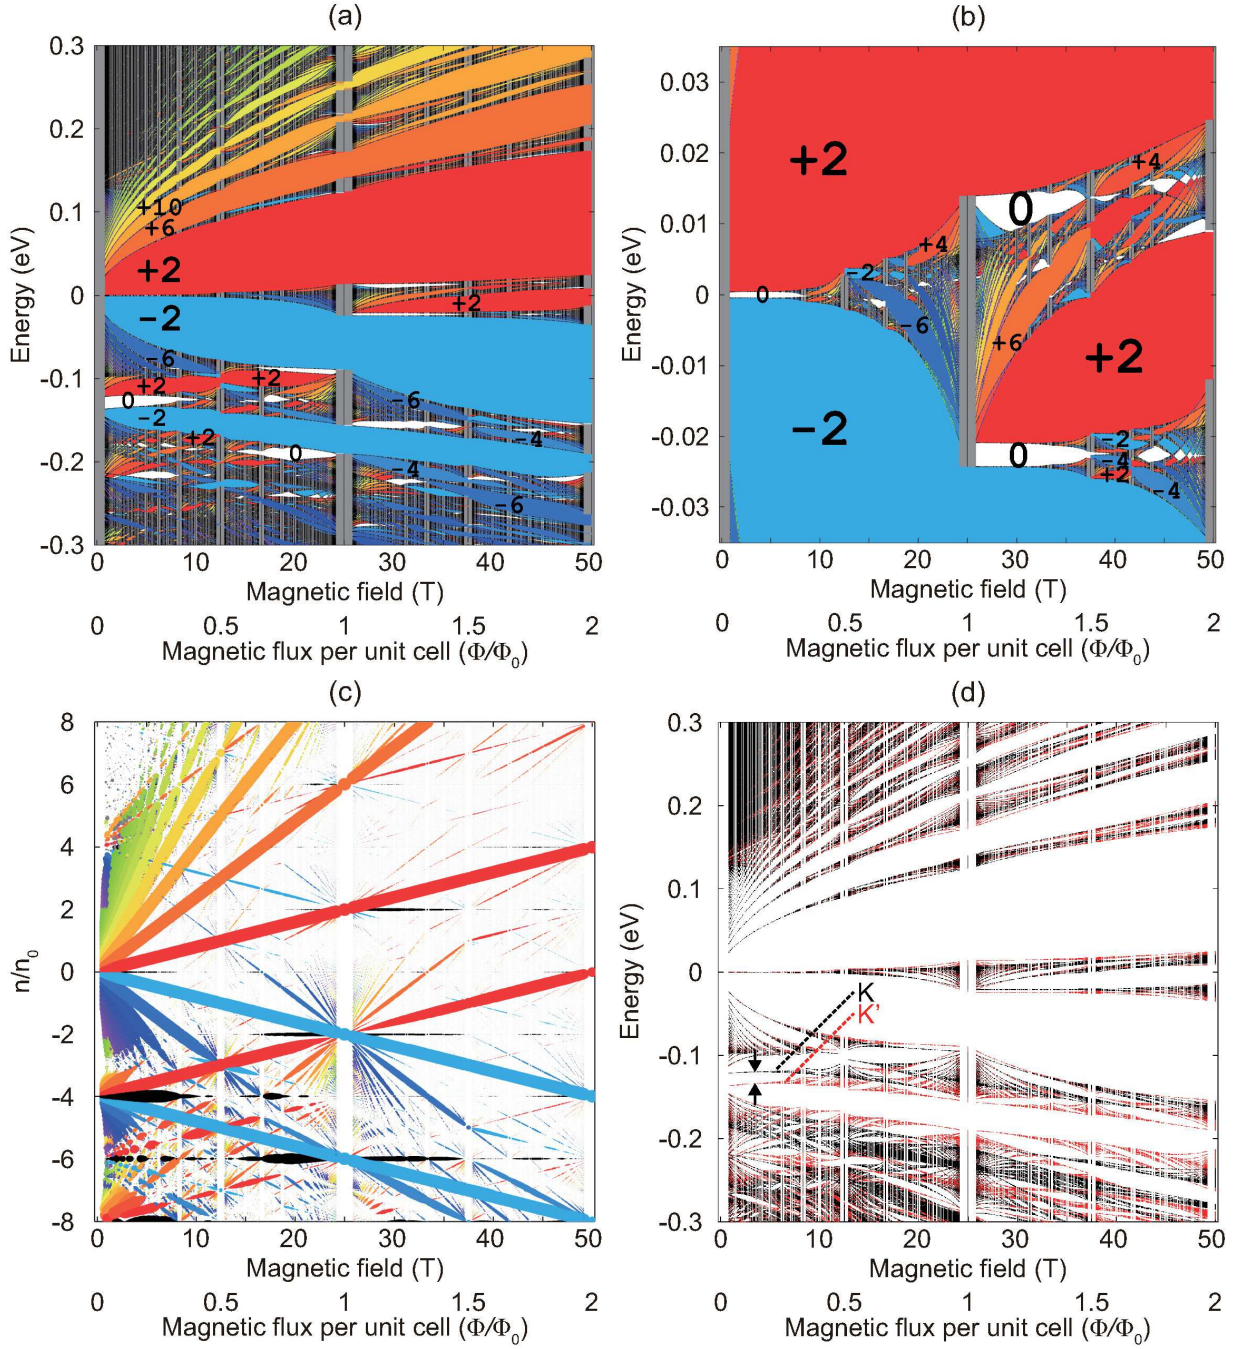 (a)
0.3
0.2
0.1
0
-0.1
-0.2
-0.3
Energy (eV)
+10
+6
+2
-2
+2
-6
+2
+2
0
-2
+2
0
-6
-4
-4
-6
0 10 20 30 40 50
Magnetic field (T)
0 0.5 1 1.5 2
Magnetic flux per unit cell (Φ/Φ₀)
(b)
0.03
0.02
0.01
0
-0.01
-0.02
-0.03
Energy (eV)
+2
+4
0
+4
-2
0
-6
+6
+2
-2
0
-2
-4
+2
-4
0 10 20 30 40 50
Magnetic field (T)
0 0.5 1 1.5 2
Magnetic flux per unit cell (Φ/Φ₀)
(c)
8
6
4
2
0
-2
-4
-6
-8
n/n₀
0 10 20 30 40 50
Magnetic field (T)
0 0.5 1 1.5 2
Magnetic flux per unit cell (Φ/Φ₀)
(d)
0.3
0.2
0.1
0
-0.1
-0.2
-0.3
Energy (eV)
K
K'
0 10 20 30 40 50
Magnetic field (T)
0 0.5 1 1.5 2
Magnetic flux per unit cell (Φ/Φ₀)